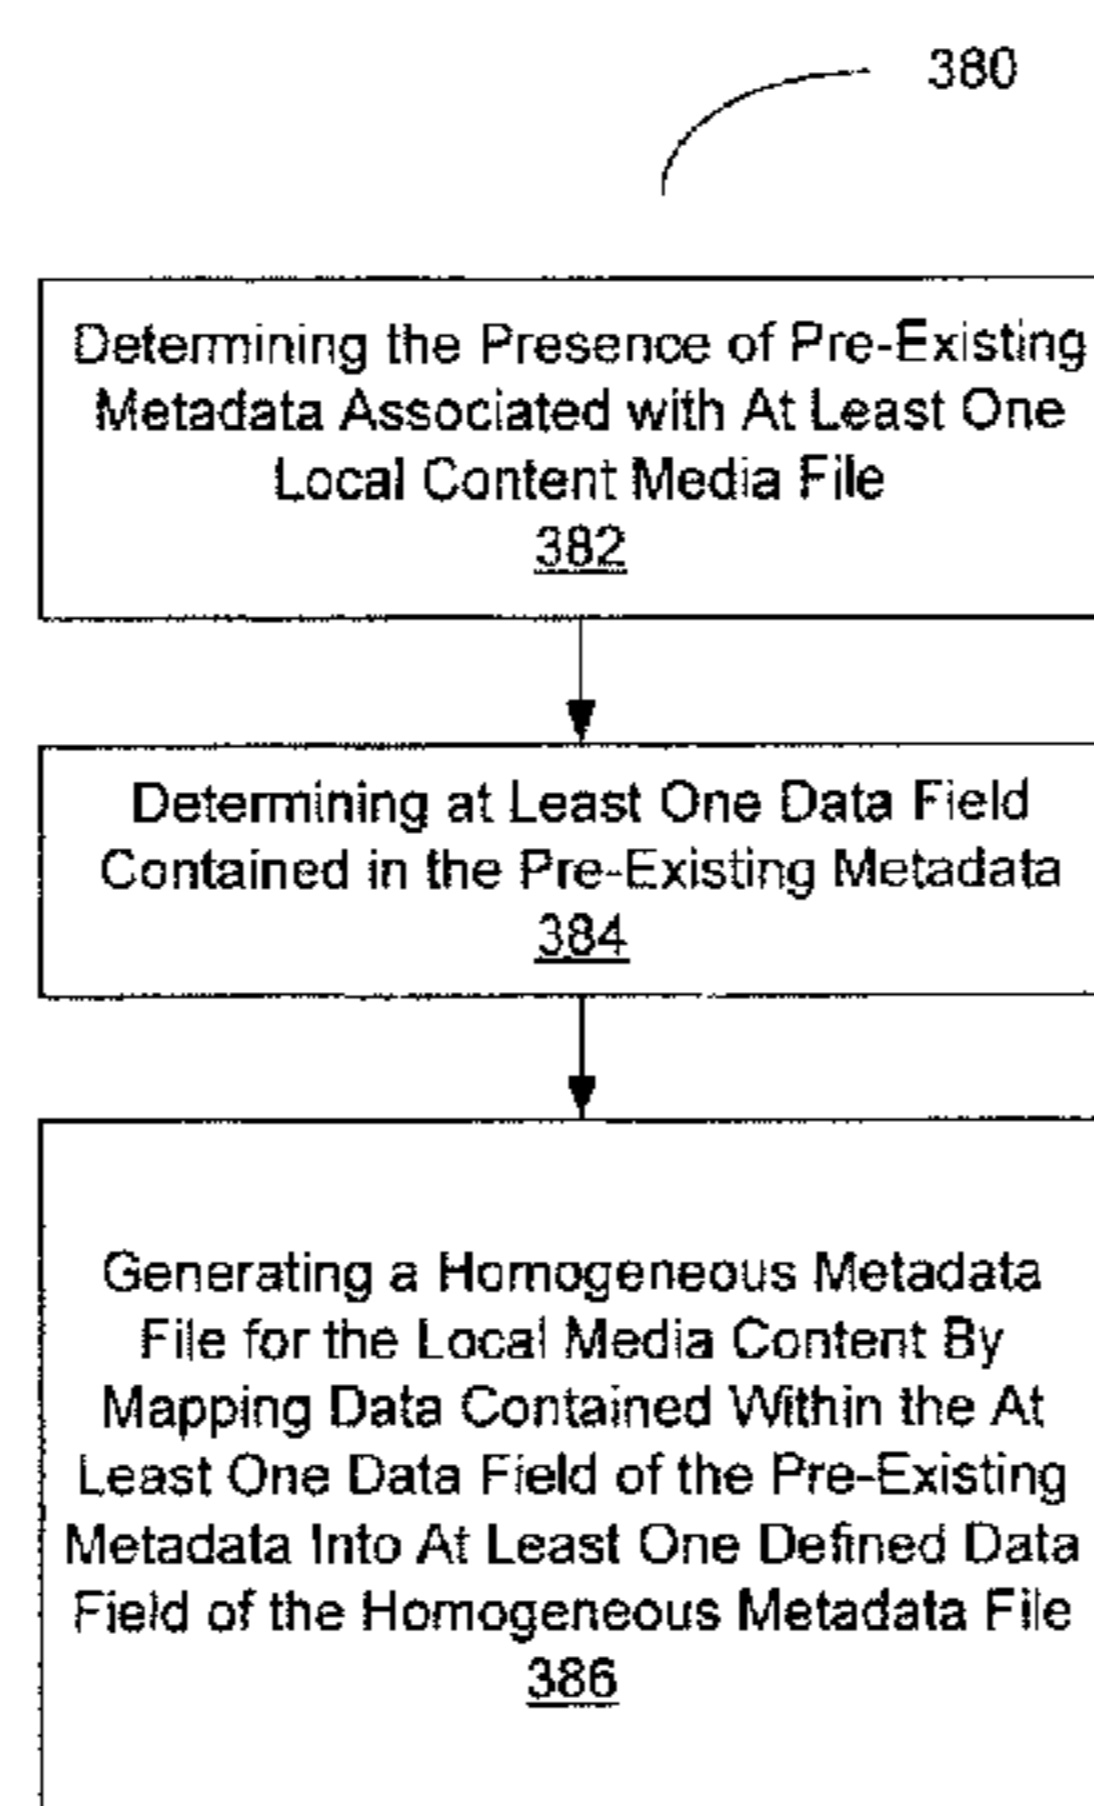 380
Determining the Presence of Pre-Existing
Metadata Associated with At Least One
Local Content Media File
382
Determining at Least One Data Field
Contained in the Pre-Existing Metadata
384
Generating a Homogeneous Metadata
File for the Local Media Content By
Mapping Data Contained Within the At
Least One Data Field of the Pre-Existing
Metadata Into At Least One Defined Data
Field of the Homogeneous Metadata File
386